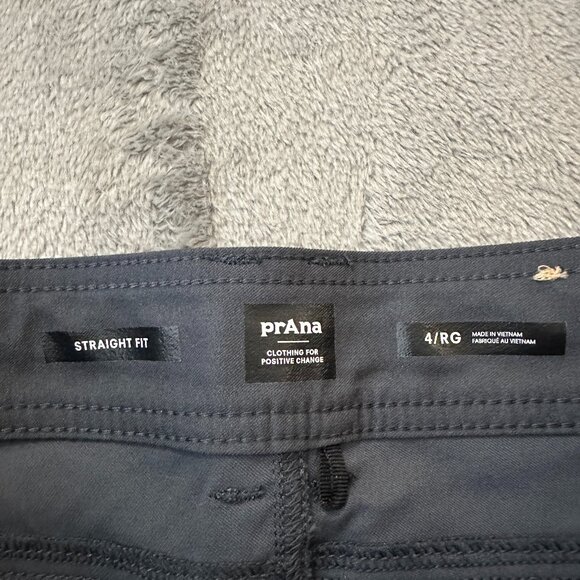 STRAIGHT FIT
prAna
CLOTHING FOR
POSITIVE CHANGE
4/RG
MADE IN VIETNAM
FABRIQUÉ AU VIETNAM